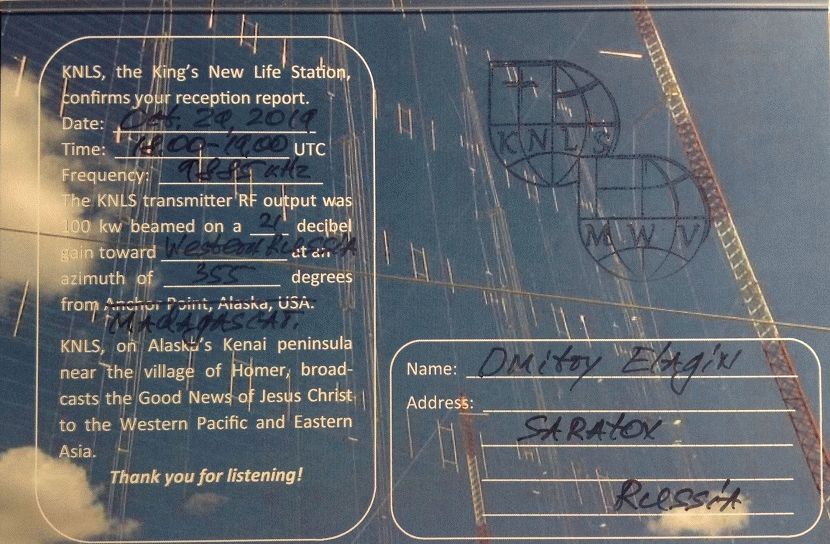 KNLS, the King's New Life Station,
confirms your reception report.
Date: Oct. 29, 2019
Time: 18.00-19.00 UTC
Frequency: 9885 kHz
The KNLS transmitter RF output was
100 kw beamed on a 21 decibel
gain toward Western Russia at an
azimuth of 355 degrees
from Anchor Point, Alaska, USA.
MADAGASCAR.
KNLS, on Alaska's Kenai peninsula
near the village of Homer, broad-
casts the Good News of Jesus Christ
to the Western Pacific and Eastern
Asia.
Thank you for listening!
KNLS
MWV
Name: Dmitry Elagin
Address:
SARATOV
Russia